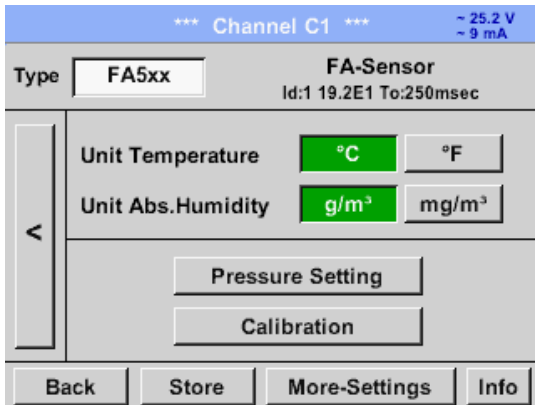 *** Channel C1 ***
~ 25.2 V
~ 9 mA
Type FA5xx FA-Sensor
Id:1 19.2E1 To:250msec
Unit Temperature °C °F
Unit Abs.Humidity g/m³ mg/m³
<
Pressure Setting
Calibration
Back Store More-Settings Info